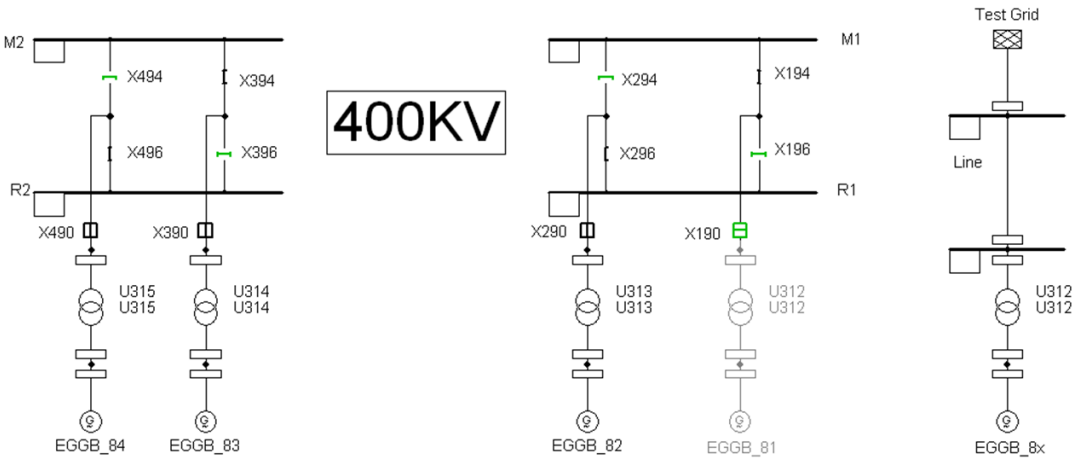 Test Grid
M2
M1
X494
X394
X294
X194
400KV
X496
X396
X296
X196
Line
R2
R1
X490
X390
X290
X190
U315
U315
U314
U314
U313
U313
U312
U312
U312
U312
G
G
G
G
G
EGGB_84
EGGB_83
EGGB_82
EGGB_81
EGGB_8x